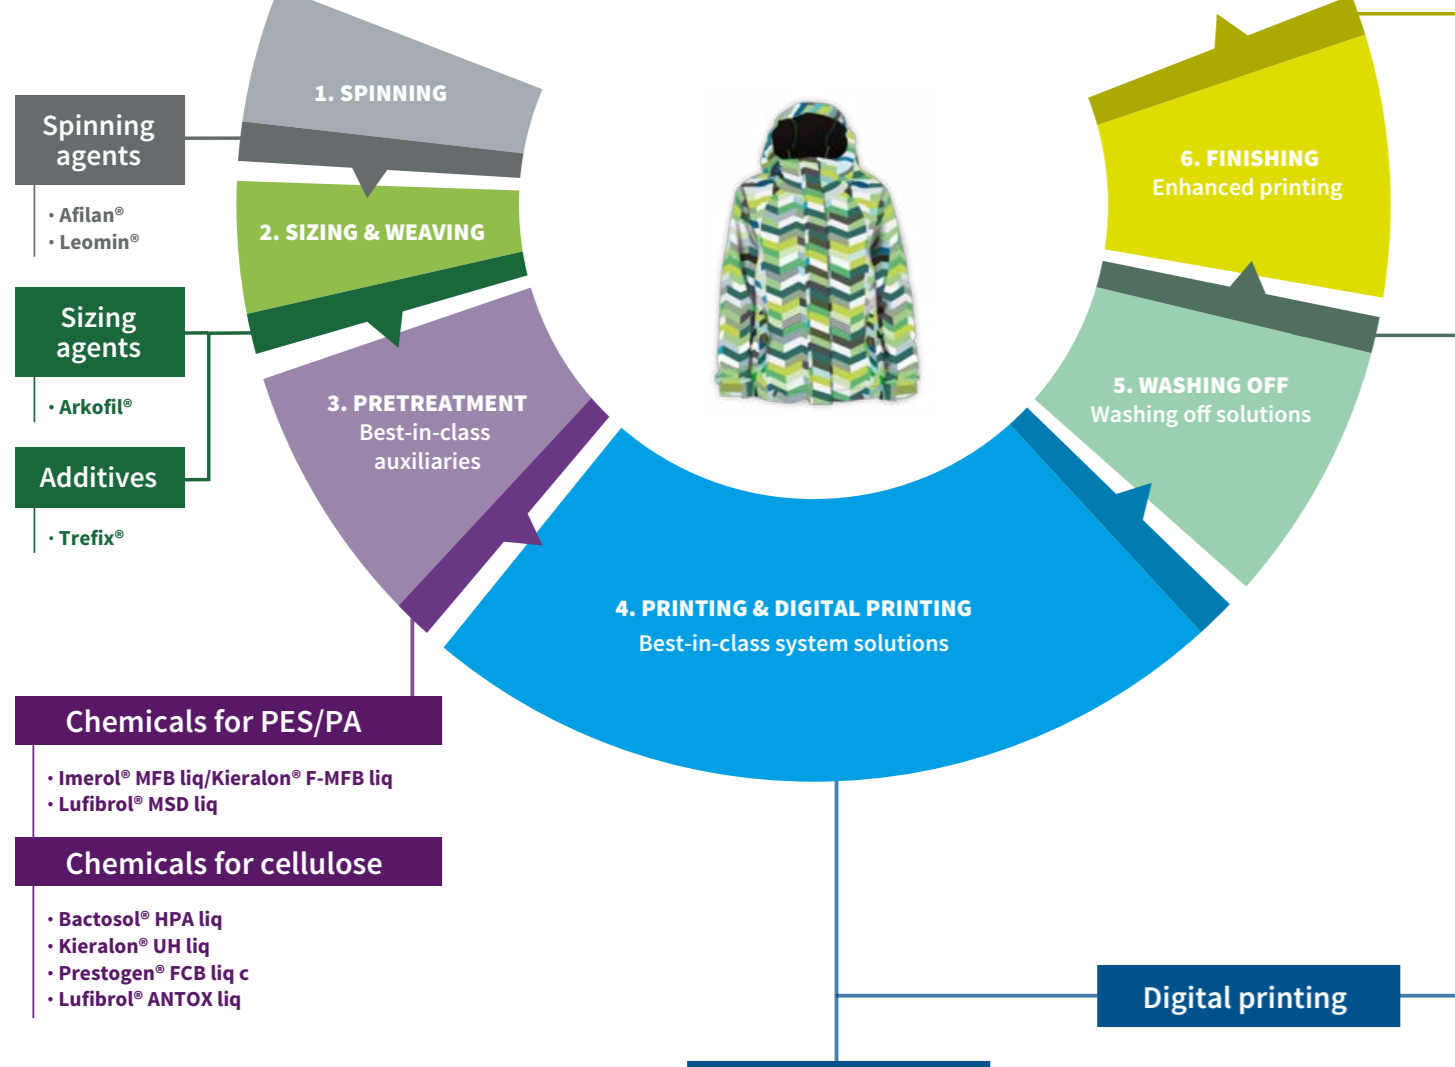 1. SPINNING
Spinning
agents
· Afilan®
· Leomin®
2. SIZING & WEAVING
Sizing
agents
· Arkofil®
Additives
· Trefix®
3. PRETREATMENT
Best-in-class
auxiliaries
Chemicals for PES/PA
· Imerol® MFB liq/Kieralon® F-MFB liq
· Lufibrol® MSD liq
Chemicals for cellulose
· Bactosol® HPA liq
· Kieralon® UH liq
· Prestogen® FCB liq c
· Lufibrol® ANTOX liq
4. PRINTING & DIGITAL PRINTING
Best-in-class system solutions
Digital printing
5. WASHING OFF
Washing off solutions
6. FINISHING
Enhanced printing